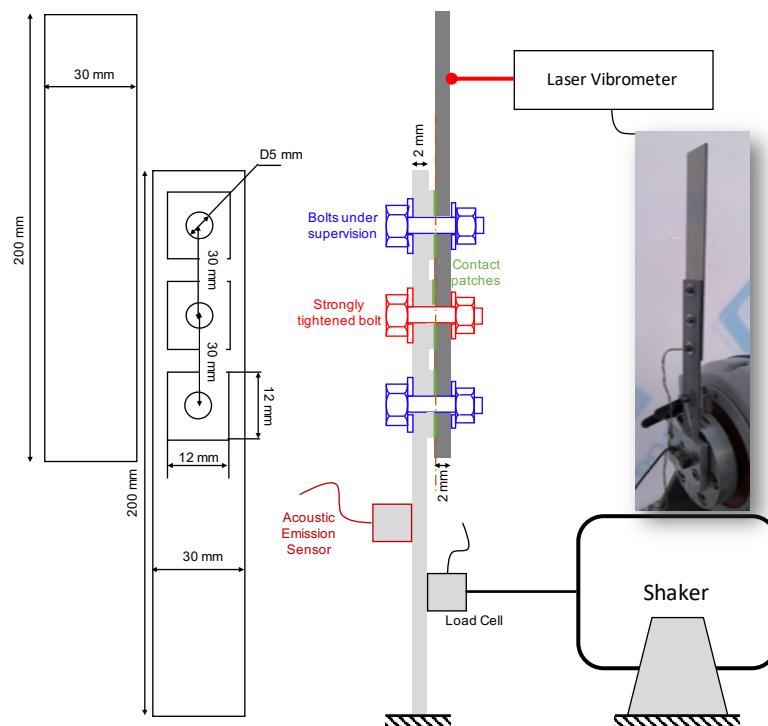 30 mm
200 mm
D5 mm
30 mm
30 mm
12 mm
12 mm
200 mm
30 mm
2 mm
Laser Vibrometer
Bolts under
supervision
Contact
patches
Strongly
tightened bolt
2 mm
Acoustic
Emission
Sensor
Load Cell
Shaker